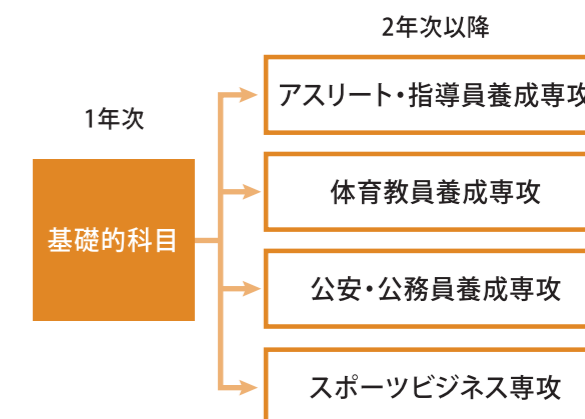 2年次以降
1年次
基礎的科目
アスリート・指導員養成専攻
体育教員養成専攻
公安・公務員養成専攻
スポーツビジネス専攻